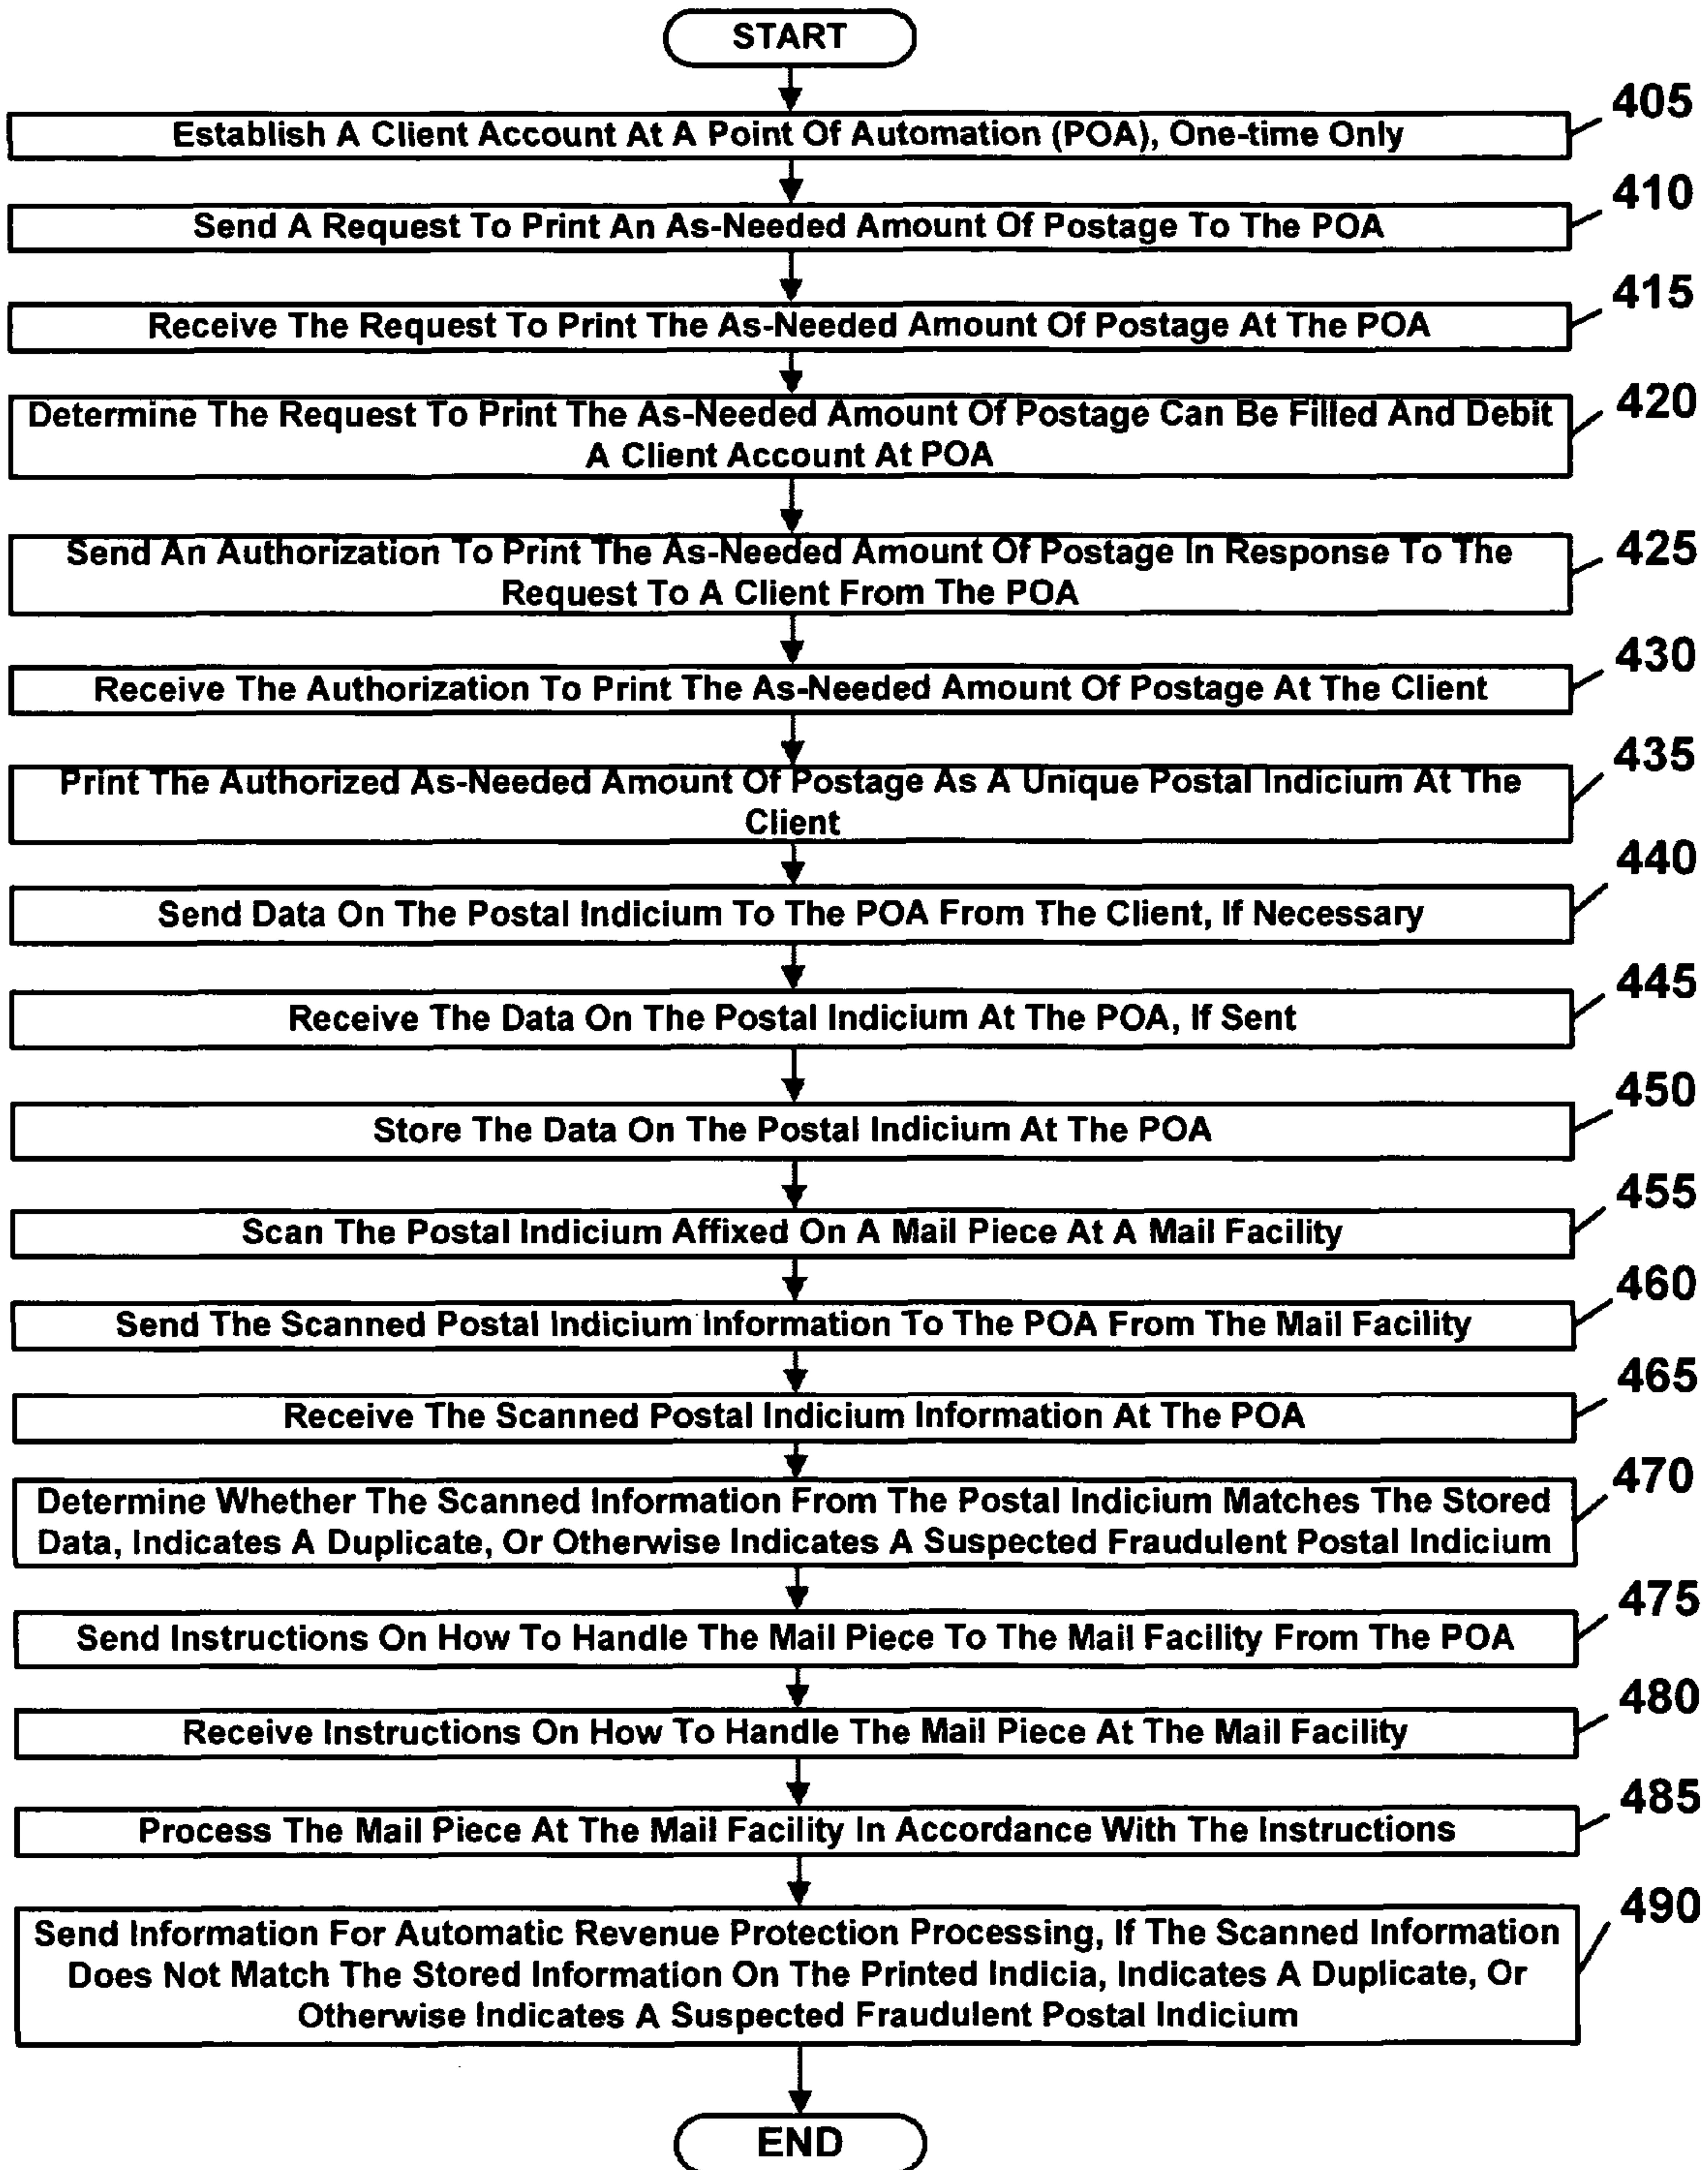 START
405
Establish A Client Account At A Point Of Automation (POA), One-time Only
410
Send A Request To Print An As-Needed Amount Of Postage To The POA
415
Receive The Request To Print The As-Needed Amount Of Postage At The POA
420
Determine The Request To Print The As-Needed Amount Of Postage Can Be Filled And Debit
A Client Account At POA
425
Send An Authorization To Print The As-Needed Amount Of Postage In Response To The
Request To A Client From The POA
430
Receive The Authorization To Print The As-Needed Amount Of Postage At The Client
435
Print The Authorized As-Needed Amount Of Postage As A Unique Postal Indicium At The
Client
440
Send Data On The Postal Indicium To The POA From The Client, If Necessary
445
Receive The Data On The Postal Indicium At The POA, If Sent
450
Store The Data On The Postal Indicium At The POA
455
Scan The Postal Indicium Affixed On A Mail Piece At A Mail Facility
460
Send The Scanned Postal Indicium Information To The POA From The Mail Facility
465
Receive The Scanned Postal Indicium Information At The POA
470
Determine Whether The Scanned Information From The Postal Indicium Matches The Stored
Data, Indicates A Duplicate, Or Otherwise Indicates A Suspected Fraudulent Postal Indicium
475
Send Instructions On How To Handle The Mail Piece To The Mail Facility From The POA
480
Receive Instructions On How To Handle The Mail Piece At The Mail Facility
485
Process The Mail Piece At The Mail Facility In Accordance With The Instructions
490
Send Information For Automatic Revenue Protection Processing, If The Scanned Information
Does Not Match The Stored Information On The Printed Indicia, Indicates A Duplicate, Or
Otherwise Indicates A Suspected Fraudulent Postal Indicium
END